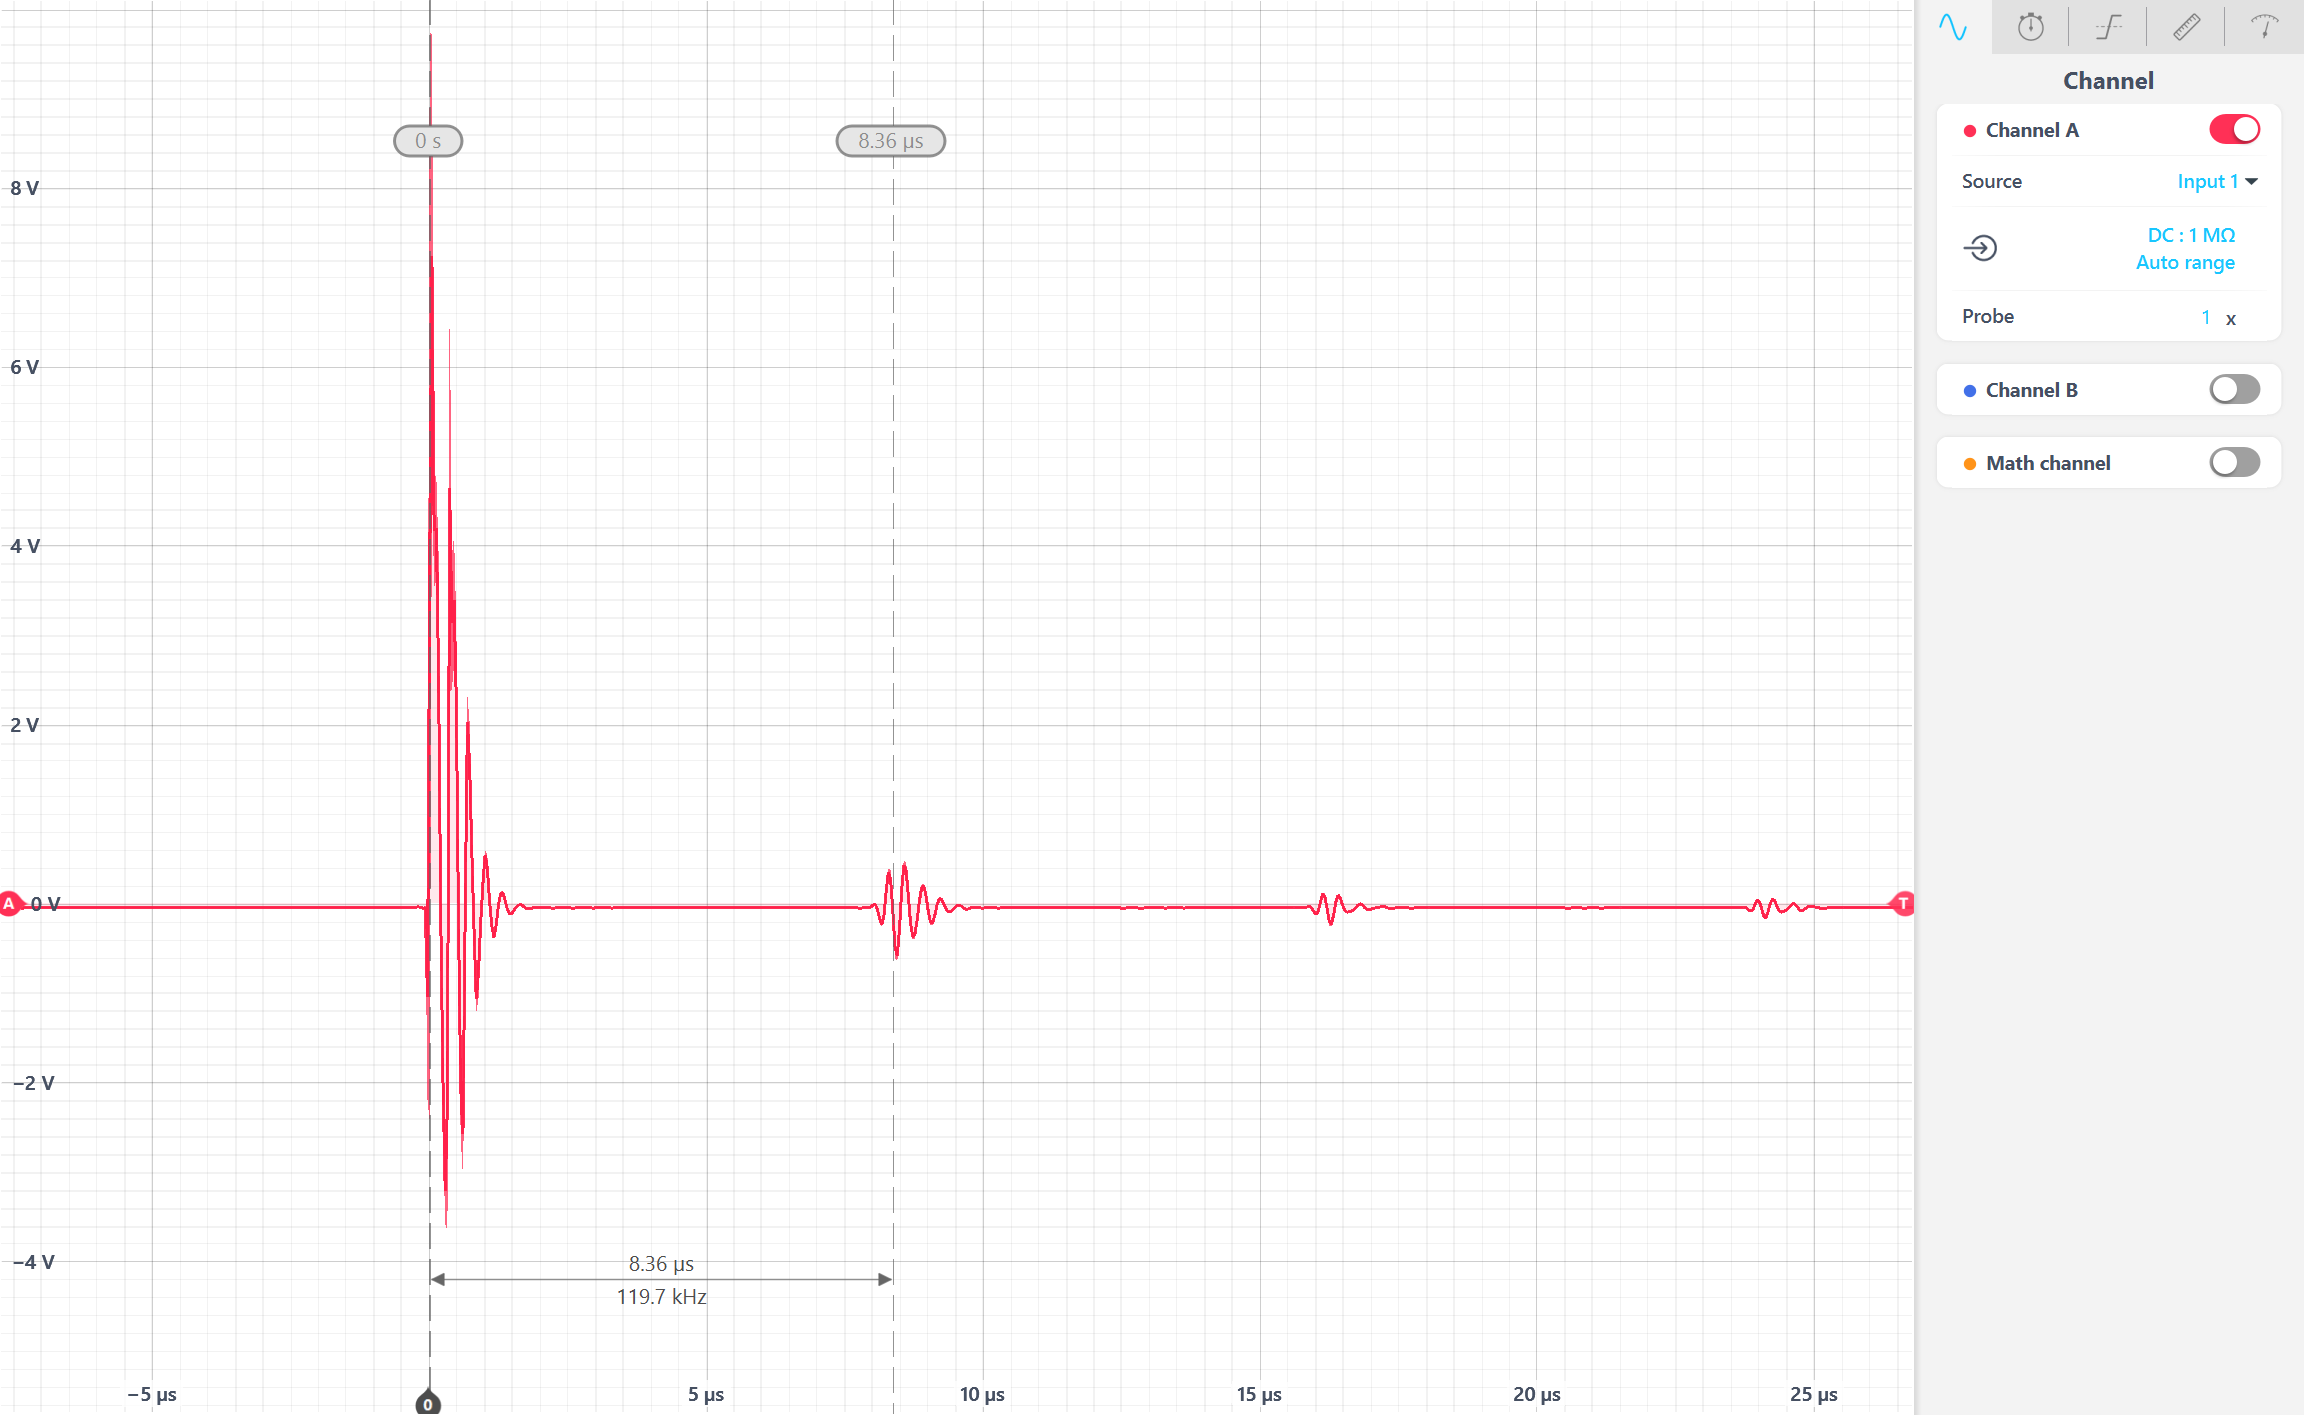 Channel
0 s
8.36 µs
Channel A
8 V
Source
Input 1
DC : 1 MΩ
Auto range
Probe
1 x
6 V
Channel B
Math channel
4 V
2 V
A
0 V
T
−2 V
−4 V
8.36 µs
119.7 kHz
−5 µs
5 µs
10 µs
15 µs
20 µs
25 µs
0